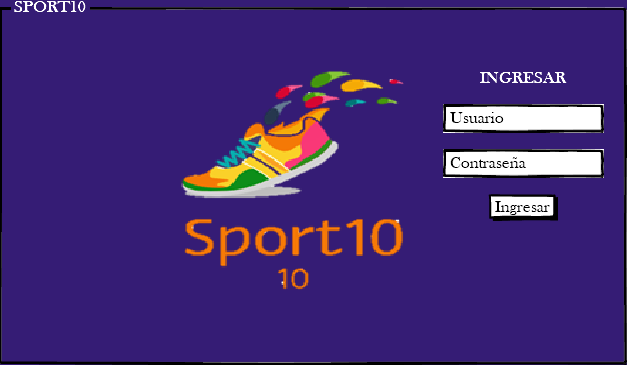 SPORT10
INGRESAR
Usuario
Contraseña
Ingresar
Sport10
10